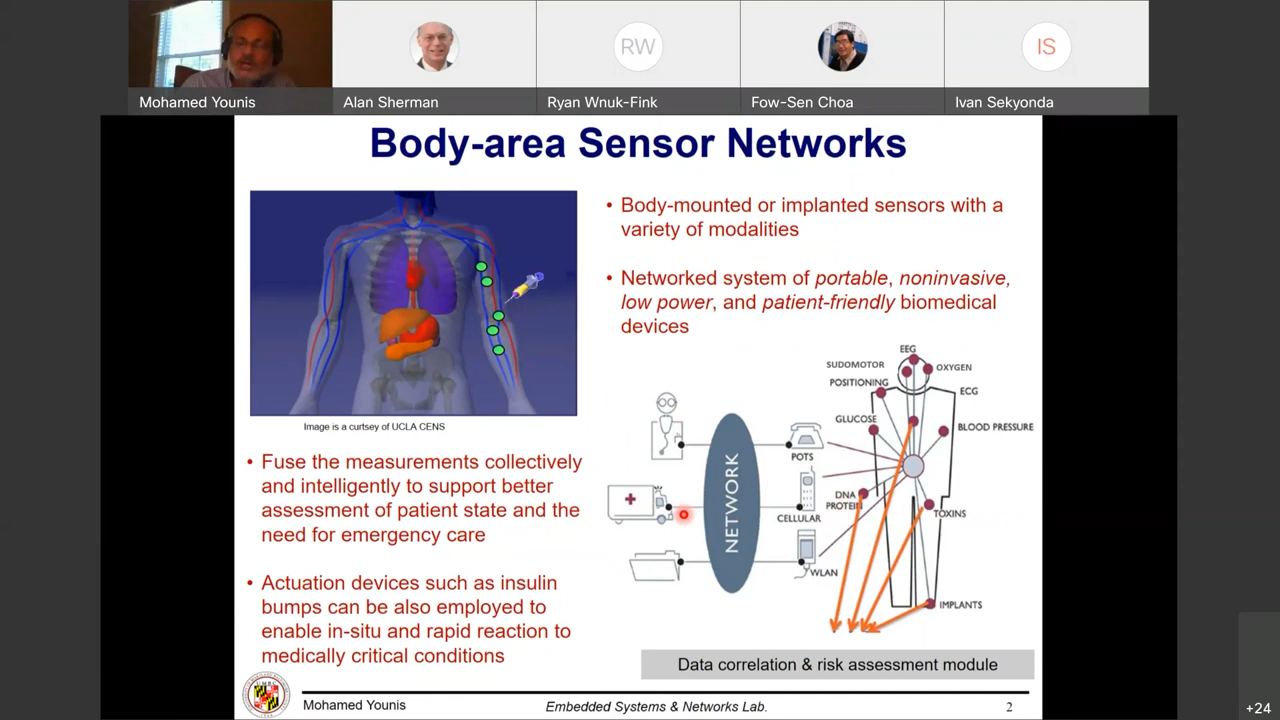 RW
IS
Mohamed Younis
Alan Sherman
Ryan Wnuk-Fink
Fow-Sen Choa
Ivan Sekyonda
Body-area Sensor Networks
Image is a curtsey of UCLA CENS
• Fuse the measurements collectively
and intelligently to support better
assessment of patient state and the
need for emergency care
• Actuation devices such as insulin
bumps can be also employed to
enable in-situ and rapid reaction to
medically critical conditions
• Body-mounted or implanted sensors with a
variety of modalities
• Networked system of portable, noninvasive,
low power, and patient-friendly biomedical
devices
EEG
SUDOMOTOR
OXYGEN
POSITIONING
ECG
GLUCOSE
BLOOD PRESSURE
POTS
NETWORK
DNA
PROTEIN
CELLULAR
TOXINS
WLAN
IMPLANTS
Data correlation & risk assessment module
Mohamed Younis
Embedded Systems & Networks Lab.
2
+24